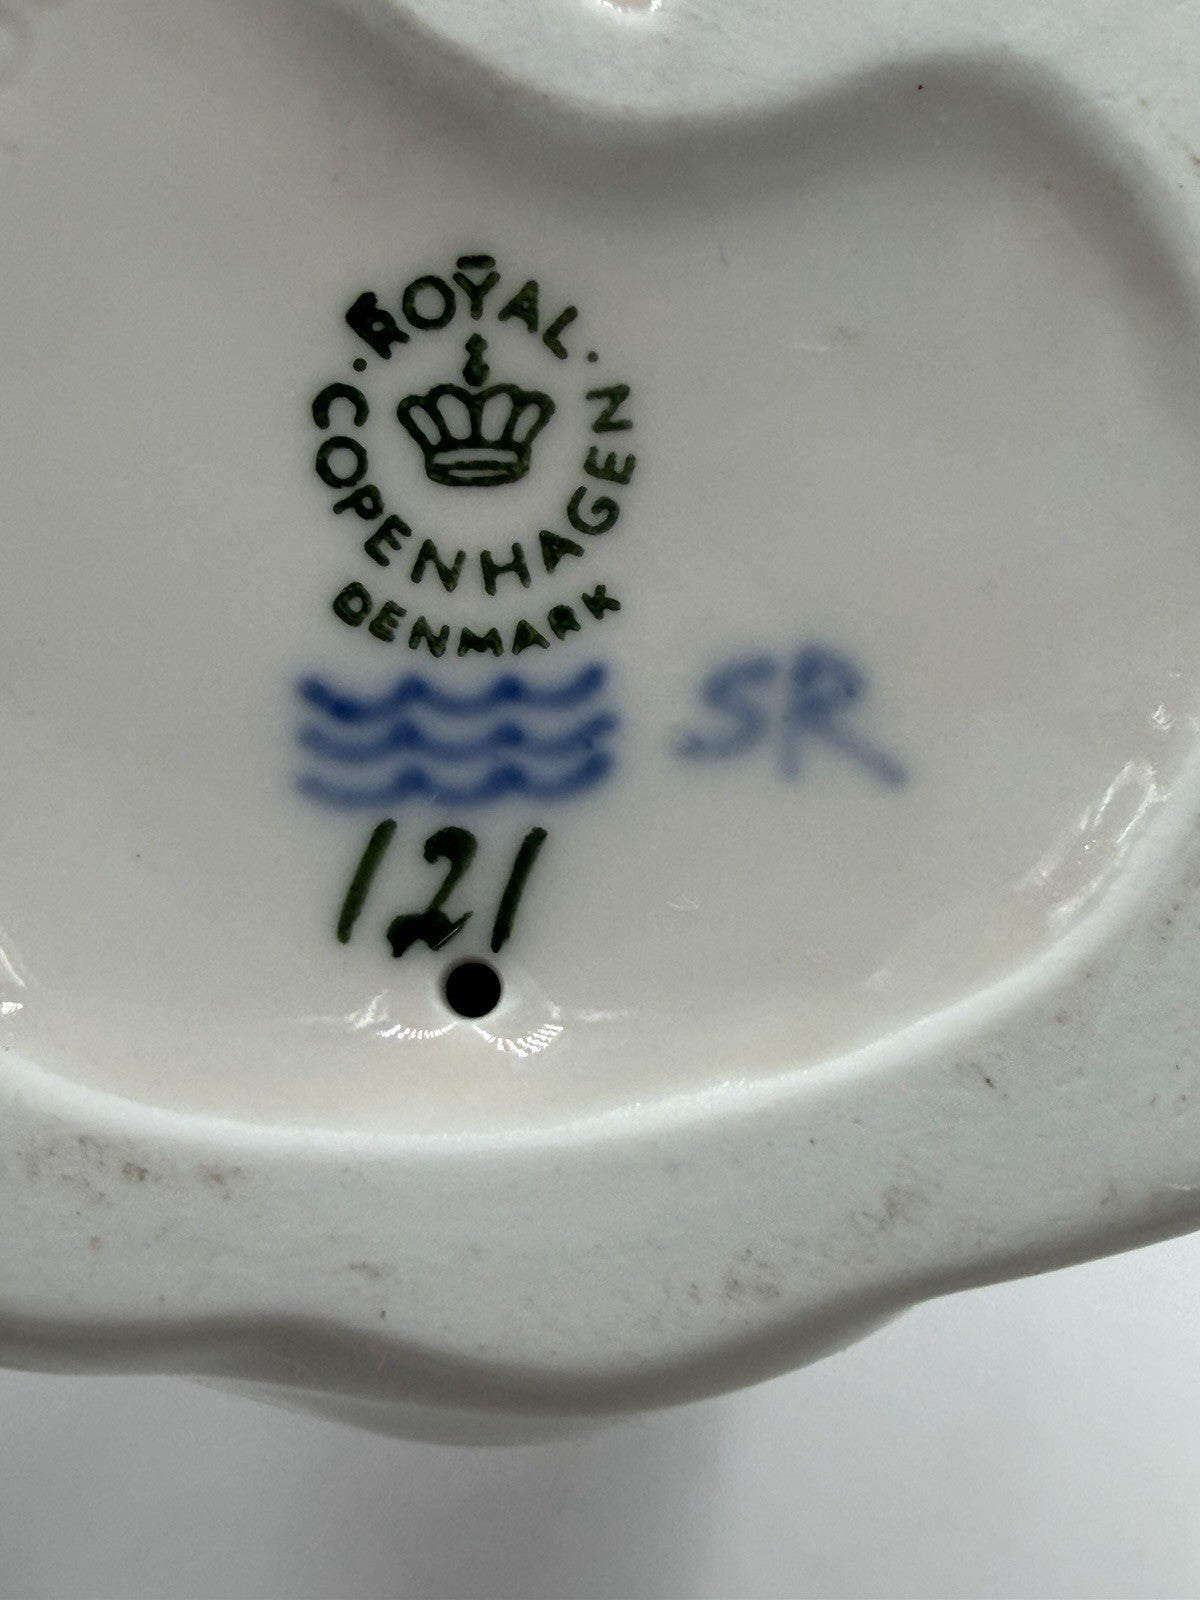 ROYAL
COPENHAGEN
DENMARK
SR
121